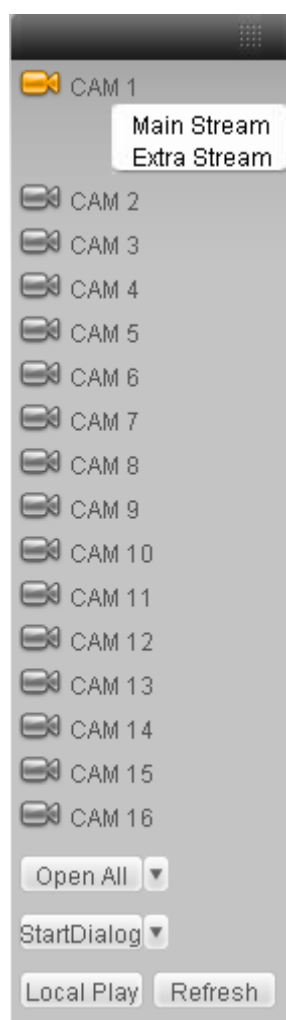 CAM 1
Main Stream
Extra Stream
CAM 2
CAM 3
CAM 4
CAM 5
CAM 6
CAM 7
CAM 8
CAM 9
CAM 10
CAM 11
CAM 12
CAM 13
CAM 14
CAM 15
CAM 16
Open All
StartDialog
Local Play Refresh